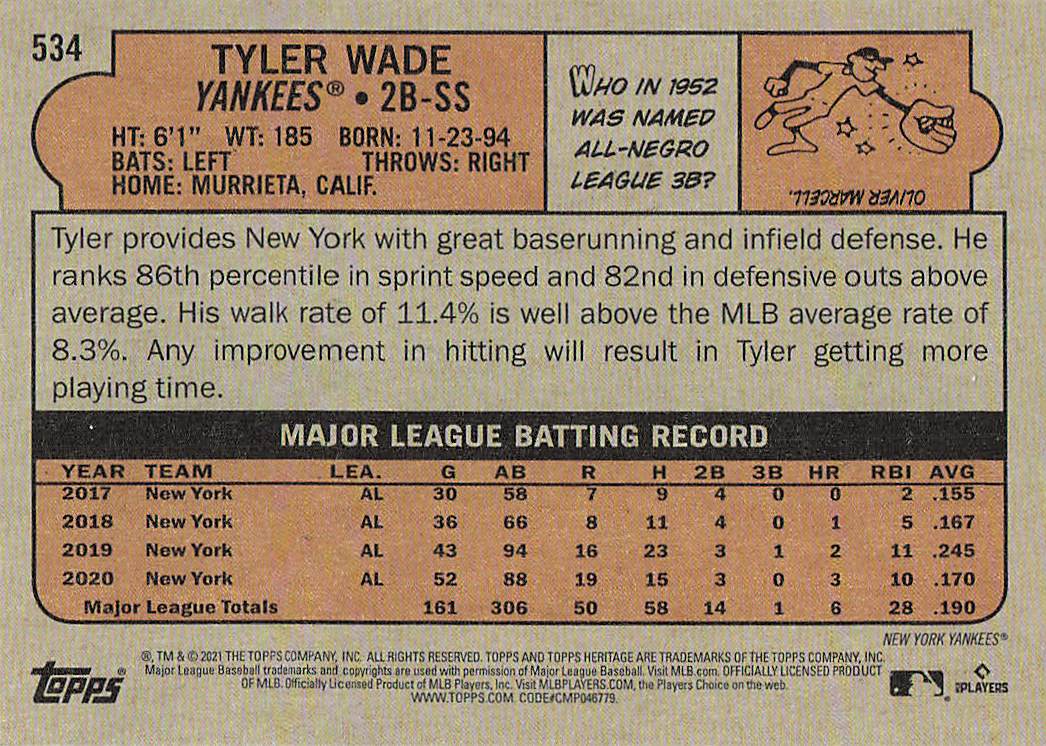 534
TYLER WADE
YANKEES® • 2B-SS
HT: 6'1" WT: 185 BORN: 11-23-94
BATS: LEFT THROWS: RIGHT
HOME: MURRIETA, CALIF.
WHO IN 1952
WAS NAMED
ALL-NEGRO
LEAGUE 3B?
OLIVER MARCELL.
Tyler provides New York with great baserunning and infield defense. He
ranks 86th percentile in sprint speed and 82nd in defensive outs above
average. His walk rate of 11.4% is well above the MLB average rate of
8.3%. Any improvement in hitting will result in Tyler getting more
playing time.
MAJOR LEAGUE BATTING RECORD
YEAR TEAM LEA. G AB R H 2B 3B HR RBI AVG
2017 New York AL 30 58 7 9 4 0 0 2 .155
2018 New York AL 36 66 8 11 4 0 1 5 .167
2019 New York AL 43 94 16 23 3 1 2 11 .245
2020 New York AL 52 88 19 15 3 0 3 10 .170
Major League Totals 161 306 50 58 14 1 6 28 .190
NEW YORK YANKEES®
®, TM & © 2021 THE TOPPS COMPANY, INC. ALL RIGHTS RESERVED. TOPPS AND TOPPS HERITAGE ARE TRADEMARKS OF THE TOPPS COMPANY, INC.
Major League Baseball trademarks and copyrights are used with permission of Major League Baseball. Visit MLB.com. OFFICIALLY LICENSED PRODUCT
OF MLB. Officially Licensed Product of MLB Players, Inc. Visit MLBPLAYERS.COM, the Players Choice on the web.
WWW.TOPPS.COM CODE#CMP046779.
Topps®
MLBPLAYERS